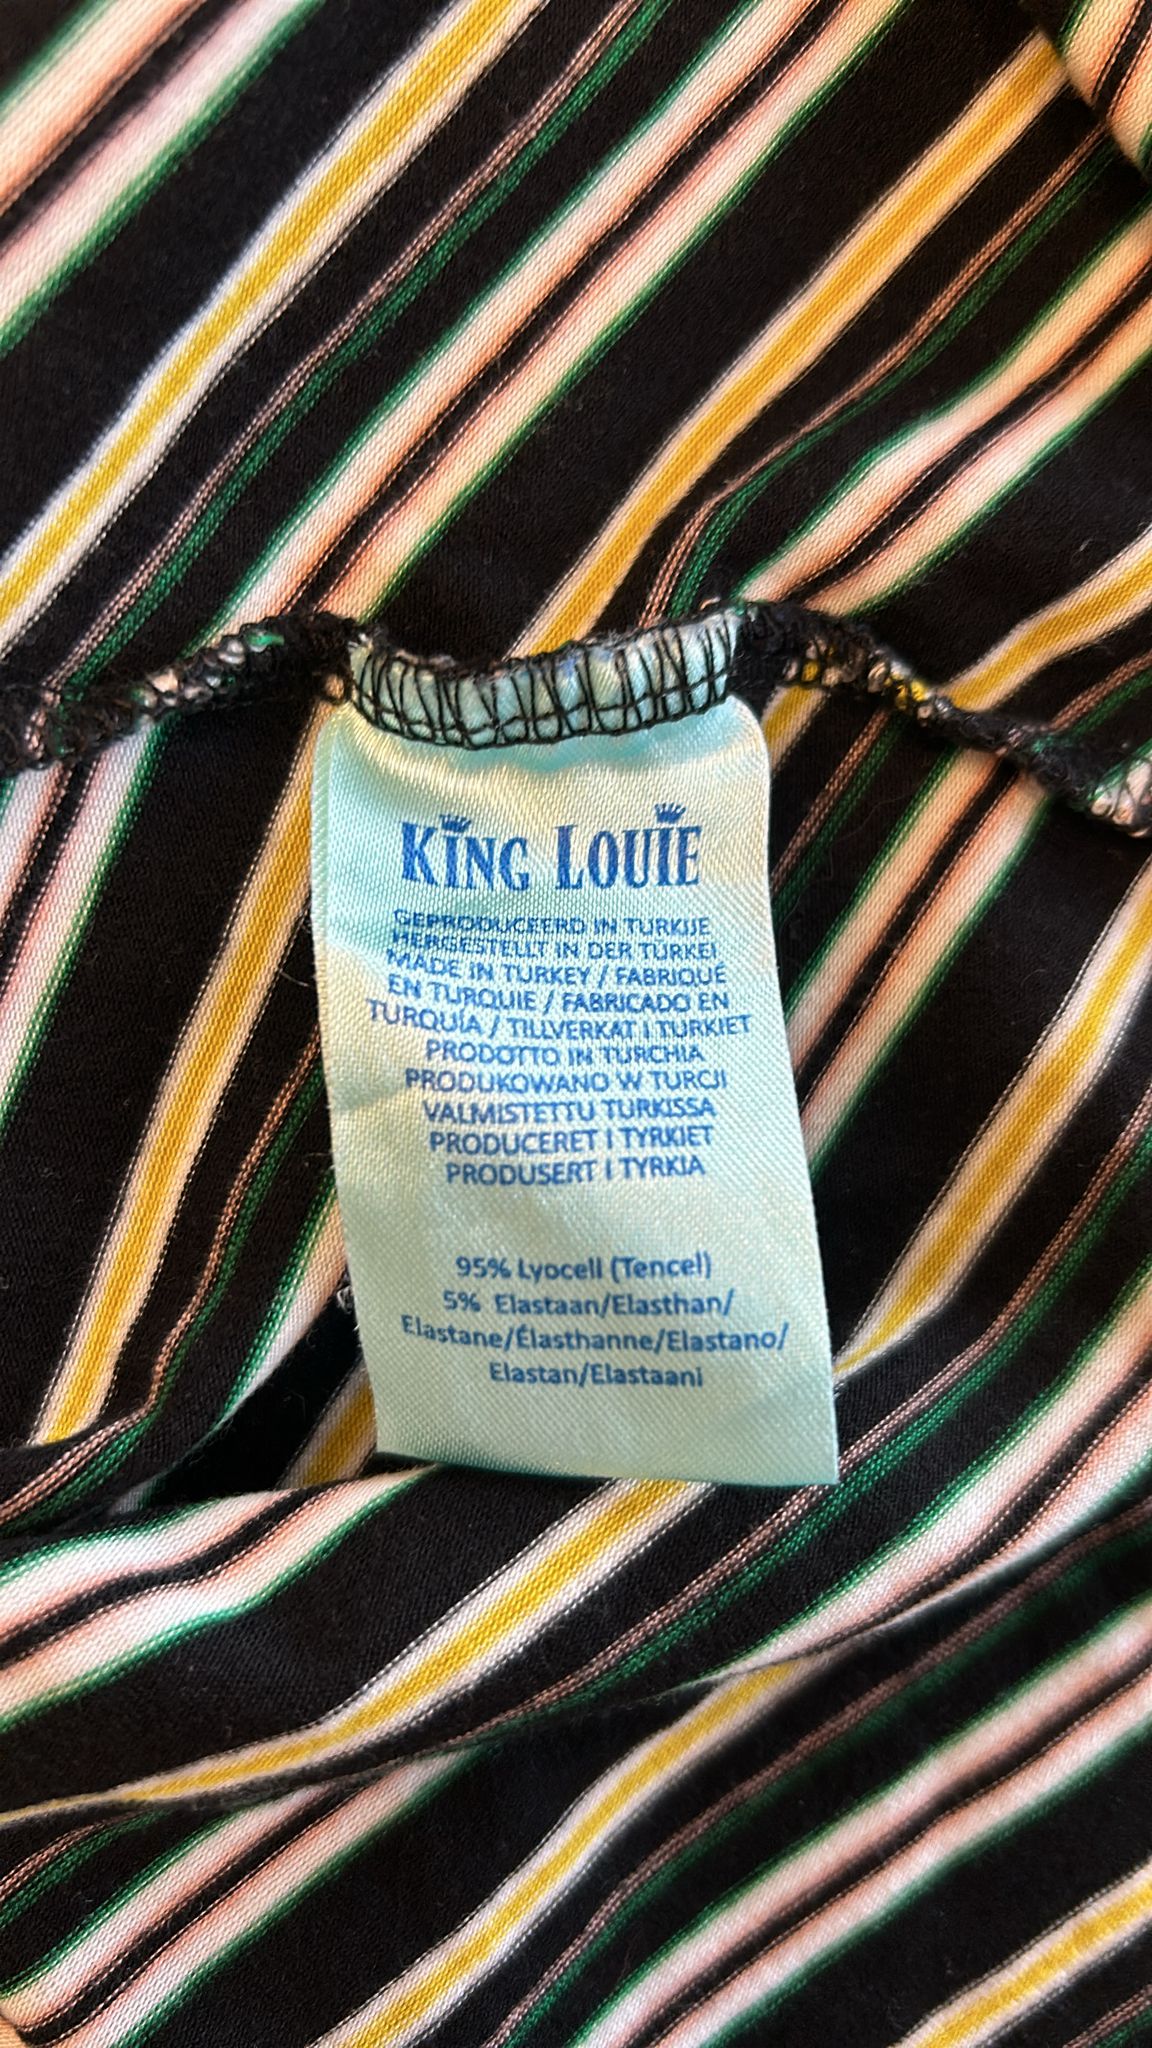 KING LOUIE
GEPRODUCEERD IN TURKIJE
HERGESTELLT IN DER TÜRKEI
MADE IN TURKEY / FABRIQUÉ
EN TURQUIE / FABRICADO EN
TURQUÍA / TILLVERKAT I TURKIET
PRODOTTO IN TURCHIA
PRODUKOWANO W TURCJI
VALMISTETTU TURKISSA
PRODUCERET I TYRKIET
PRODUSERT I TYRKIA
95% Lyocell (Tencel)
5% Elastaan/Elasthan/
Elastane/Élasthanne/Elastano/
Elastan/Elastaani